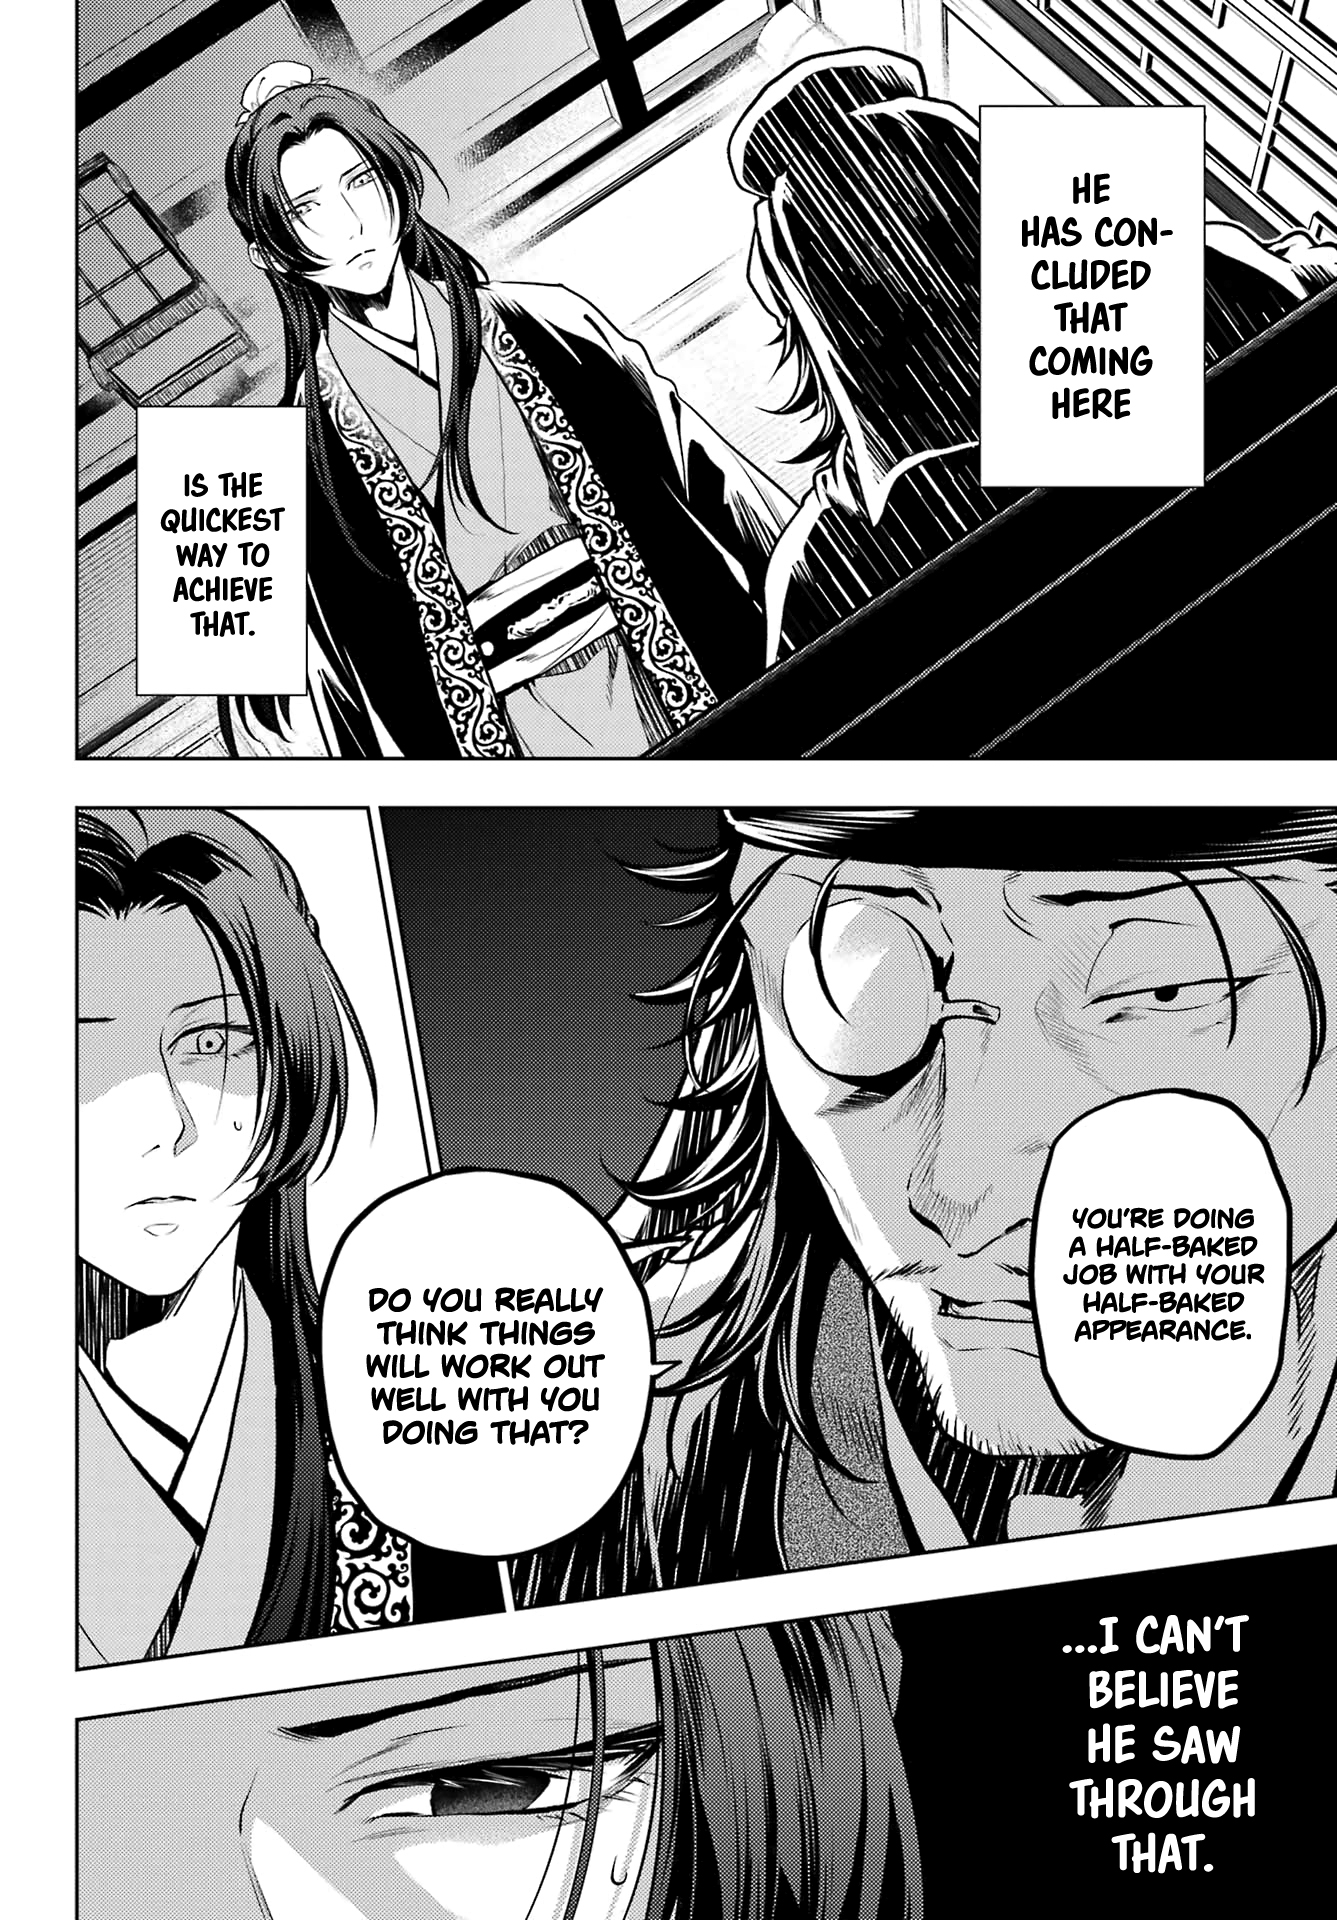 HE
HAS CON-
CLUDED THAT
COMING
HERE
IS THE
QUICKEST
WAY TO
ACHIEVE
THAT.
YOU'RE DOING
A HALF-BAKED
JOB WITH YOUR
HALF-BAKED
APPEARANCE.
DO YOU REALLY
THINK THINGS
WILL WORK OUT
WELL WITH YOU
DOING THAT?
...I CAN'T
BELIEVE
HE SAW
THROUGH
THAT.